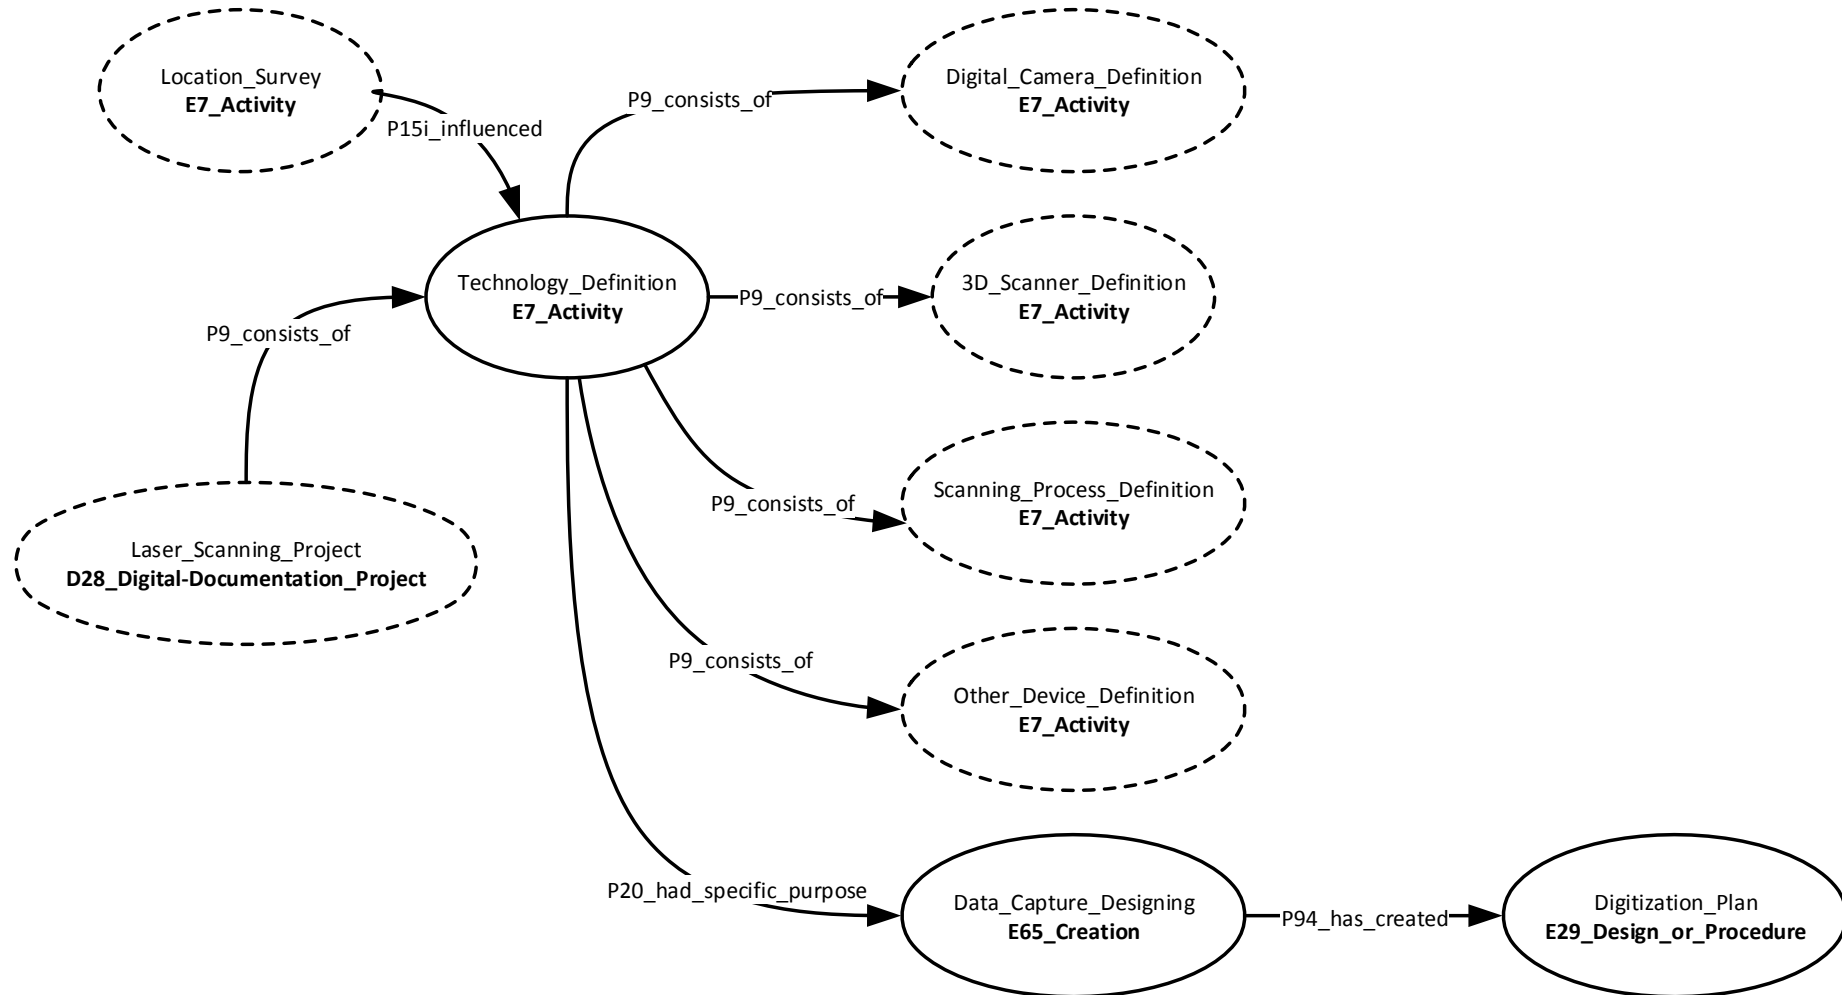 Location_Survey
E7_Activity
P15i_influenced
P9_consists_of
Digital_Camera_Definition
E7_Activity
Technology_Definition
E7_Activity
P9_consists_of
3D_Scanner_Definition
E7_Activity
P9_consists_of
Laser_Scanning_Project
D28_Digital-Documentation_Project
P9_consists_of
Scanning_Process_Definition
E7_Activity
P9_consists_of
Other_Device_Definition
E7_Activity
P20_had_specific_purpose
Data_Capture_Designing
E65_Creation
P94_has_created
Digitization_Plan
E29_Design_or_Procedure